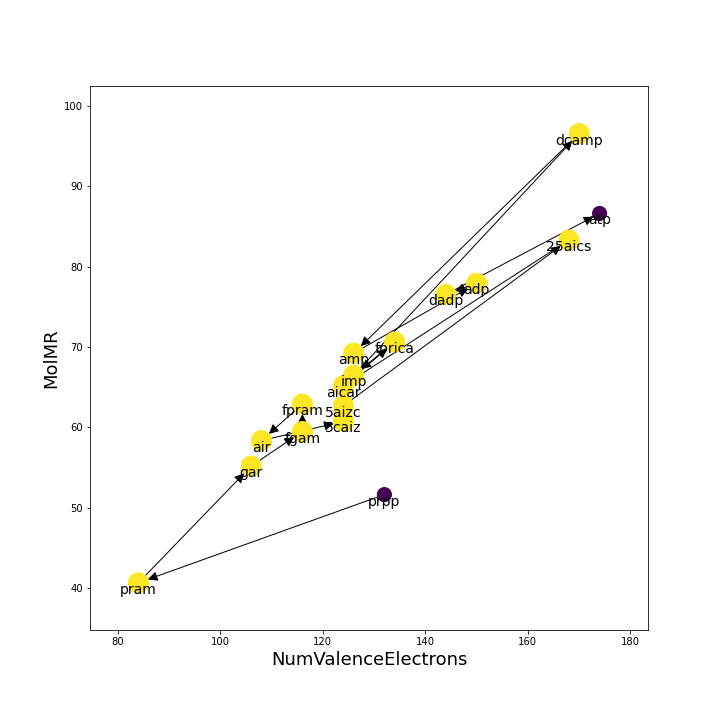 100
90
80
70
60
50
40
MolMR
dcamp
atp
25aics
adp
dadp
fprica
amp
imp
aicar
fpram
5aizc
5caiz
fgam
air
gar
prpp
pram
80
100
120
140
160
180
NumValenceElectrons